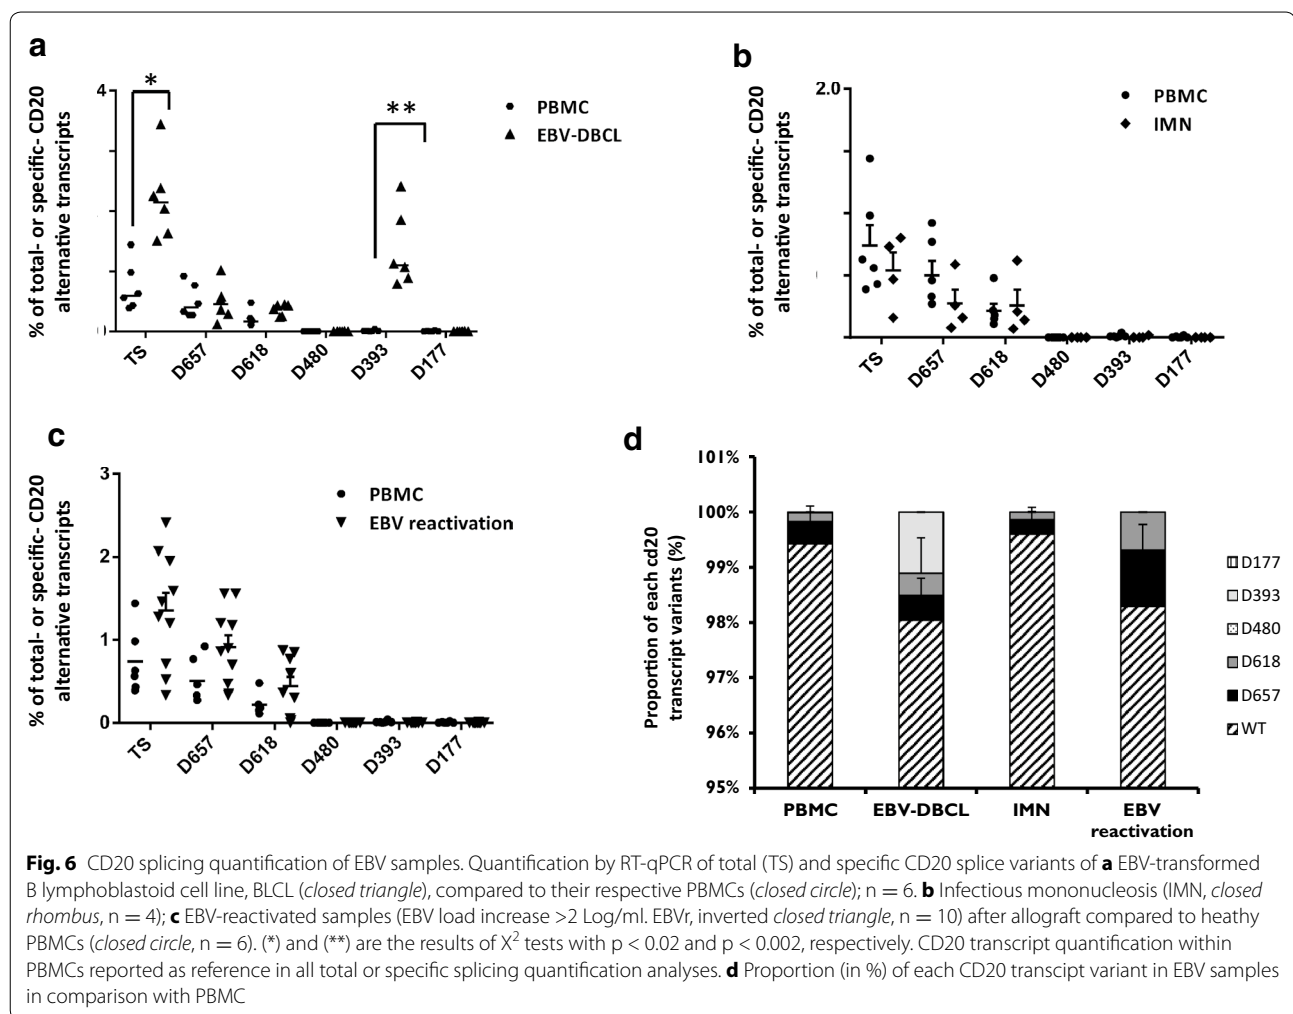 a
% of total- or specific- CD20
alternative transcripts
4
)
*
**
PBMC
EBV-DBCL
TS
D657
D618
D480
D393
D177
b
% of total- or specific- CD20
alternative transcripts
2.0
)
PBMC
IMN
TS
D657
D618
D480
D393
D177
c
% of total- or specific- CD20
alternative transcripts
3
2
1
0
PBMC
EBV reactivation
TS
D657
D618
D480
D393
D177
d
Proportion of each cd20
transcript variants (%)
101%
100%
99%
98%
97%
96%
95%
PBMC
EBV-DBCL
IMN
EBV
reactivation
D177
D393
D480
D618
D657
WT
Fig. 6 CD20 splicing quantification of EBV samples. Quantification by RT-qPCR of total (TS) and specific CD20 splice variants of a EBV-transformed
B lymphoblastoid cell line, BLCL (closed triangle), compared to their respective PBMCs (closed circle); n = 6. b Infectious mononucleosis (IMN, closed
rhombus, n = 4); c EBV-reactivated samples (EBV load increase >2 Log/ml. EBVr, inverted closed triangle, n = 10) after allograft compared to heathy
PBMCs (closed circle, n = 6). (*) and (**) are the results of X² tests with p < 0.02 and p < 0.002, respectively. CD20 transcript quantification within
PBMCs reported as reference in all total or specific splicing quantification analyses. d Proportion (in %) of each CD20 transcipt variant in EBV samples
in comparison with PBMC